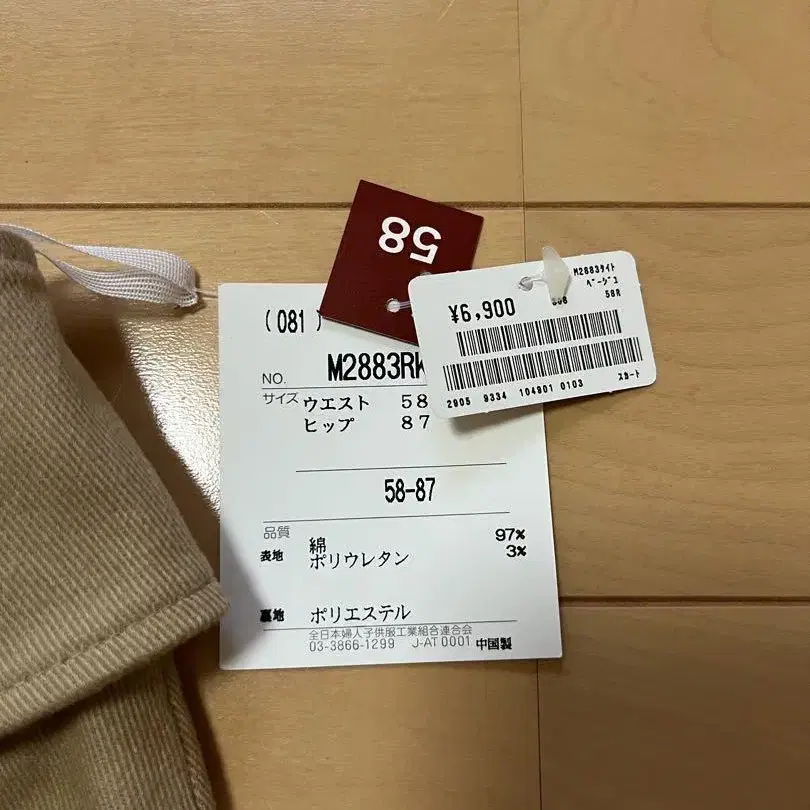 58
M2883タイト
ベージュ
¥6,900
58R
2905 9334 104901 0103
スカート
(081)
NO. M2883RK
サイズ ウエスト 58
ヒップ 87
58-87
品質
表地 綿 97%
ポリウレタン 3%
裏地 ポリエステル
全日本婦人子供服工業組合連合会
03-3866-1299 J-AT 0001 中国製